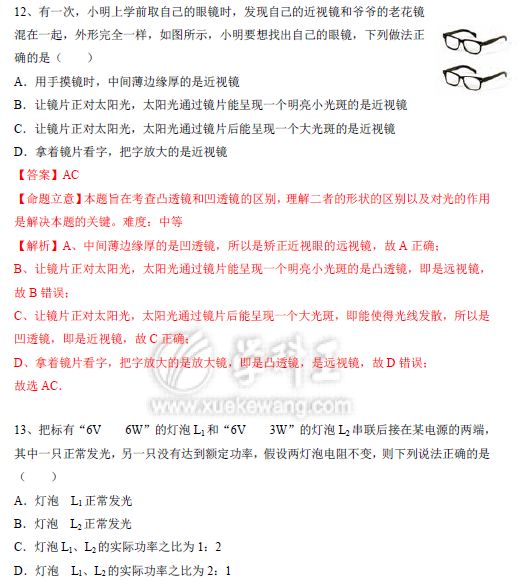 12、有一次，小明上学前取自己的眼镜时，发现自己的近视镜和爷爷的老花镜
混在一起，外形完全一样，如图所示，小明要想找出自己的眼镜，下列做法正
确的是（　　）
A．用手摸镜时，中间薄边缘厚的是近视镜
B．让镜片正对太阳光，太阳光通过镜片能呈现一个明亮小光斑的是近视镜
C．让镜片正对太阳光，太阳光通过镜片后能呈现一个大光斑的是近视镜
D．拿着镜片看字，把字放大的是近视镜
【答案】AC
【命题立意】本题旨在考查凸透镜和凹透镜的区别，理解二者的形状的区别以及对光的作用
是解决本题的关键。难度：中等
【解析】A、中间薄边缘厚的是凹透镜，所以是矫正近视眼的远视镜，故 A 正确；
B、让镜片正对太阳光，太阳光通过镜片能呈现一个明亮小光斑的是凸透镜，即是远视镜，
故 B 错误；
C、让镜片正对太阳光，太阳光通过镜片后能呈现一个大光斑，即能使得光线发散，所以是
凹透镜，即是近视镜，故 C 正确；
D、拿着镜片看字，把字放大的是放大镜，即是凸透镜，是远视镜，故 D 错误；
故选 AC．
学科王
www.xuekewang.com
13、把标有“6V　6W”的灯泡 L1和“6V　3W”的灯泡 L2 串联后接在某电源的两端，
其中一只正常发光，另一只没有达到额定功率，假设两灯泡电阻不变，则下列说法正确的是
（　　）
A．灯泡　L1正常发光
B．灯泡　L2正常发光
C．灯泡 L1、L2的实际功率之比为 1：2
D．灯泡　L1、L2的实际功率之比为 2：1